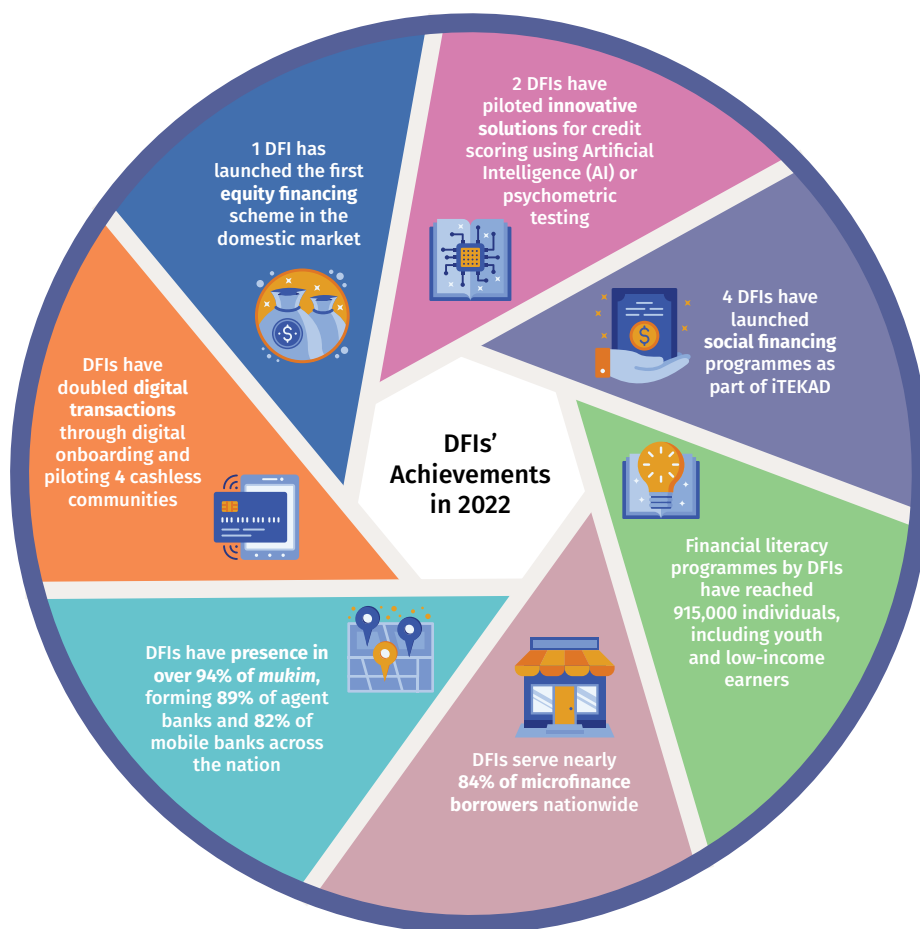 DFIs'
Achievements
in 2022
2 DFIs have
piloted innovative
solutions for credit
scoring using Artificial
Intelligence (AI) or
psychometric
testing
4 DFIs have
launched
social financing
programmes as
part of iTEKAD
Financial literacy
programmes by DFIs
have reached
915,000 individuals,
including youth
and low-income
earners
DFIs serve nearly
84% of microfinance
borrowers nationwide
DFIs have presence in
over 94% of mukim,
forming 89% of agent
banks and 82% of
mobile banks across
the nation
DFIs have
doubled digital
transactions
through digital
onboarding and
piloting 4 cashless
communities
1 DFI has
launched the first
equity financing
scheme in the
domestic market
$
$